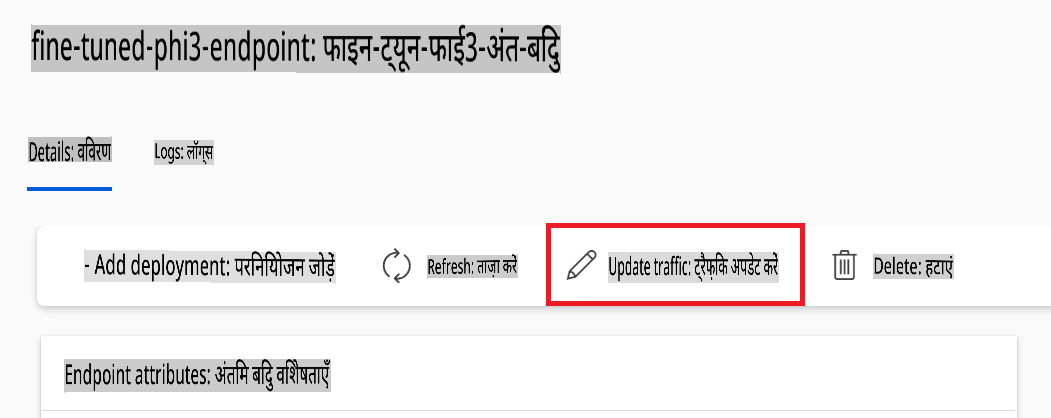 fine-tuned-phi3-endpoint: फाइन-ट्यून-फाई3-अंत-बिंदु
Details: विवरण
Logs: लॉग्स
- Add deployment: परिनियोजन जोड़ें
Refresh: ताज़ा करें
Update traffic: ट्रैफ़िक अपडेट करें
Delete: हटाएं
Endpoint attributes: अंतिम बिंदु विशेषताएँ